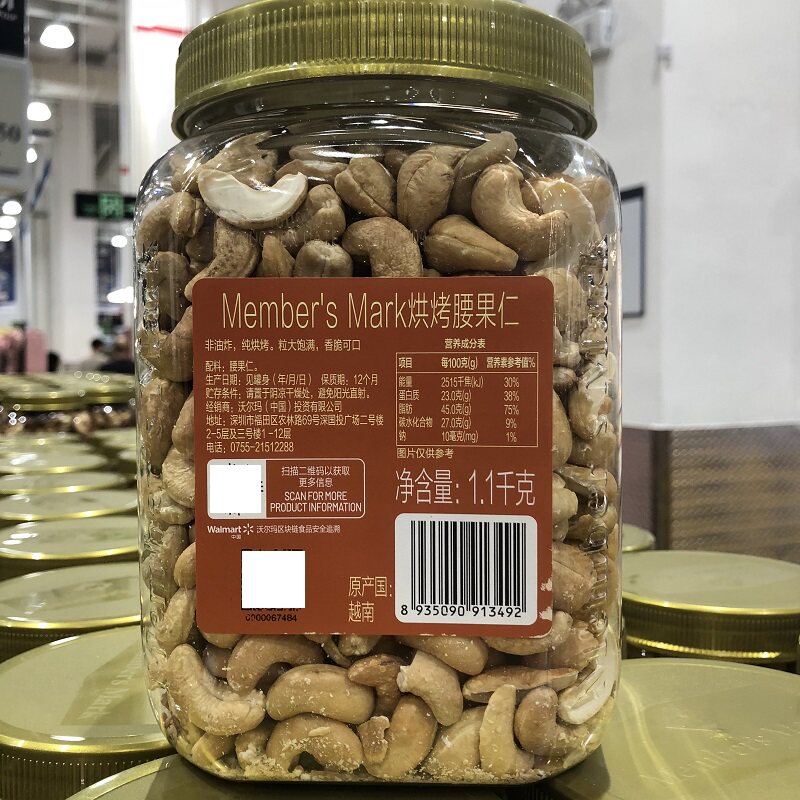 Member's Mark烘烤腰果仁
非油炸，纯烘烤。粒大饱满，香脆可口
配料：腰果仁。
生产日期：见罐身（年/月/日） 保质期：12个月
贮存条件：请置于阴凉干燥处，避免阳光直射。
经销商：沃尔玛（中国）投资有限公司
地址：深圳市福田区农林路69号深国投广场二号楼
2-5层及三号楼1-12层
电话：0755-21512288
营养成分表
项目 每100克(g) 营养素参考值%
能量 2515千焦(kJ) 30%
蛋白质 23.0克(g) 38%
脂肪 45.0克(g) 75%
碳水化合物 27.0克(g) 9%
钠 10毫克(mg) 1%
图片仅供参考
扫描二维码以获取
更多信息
SCAN FOR MORE
PRODUCT INFORMATION
净含量：1.1千克
Walmart 沃尔玛区块链食品安全追溯
中国
原产国：
越南
0000067484
8 935090 913492